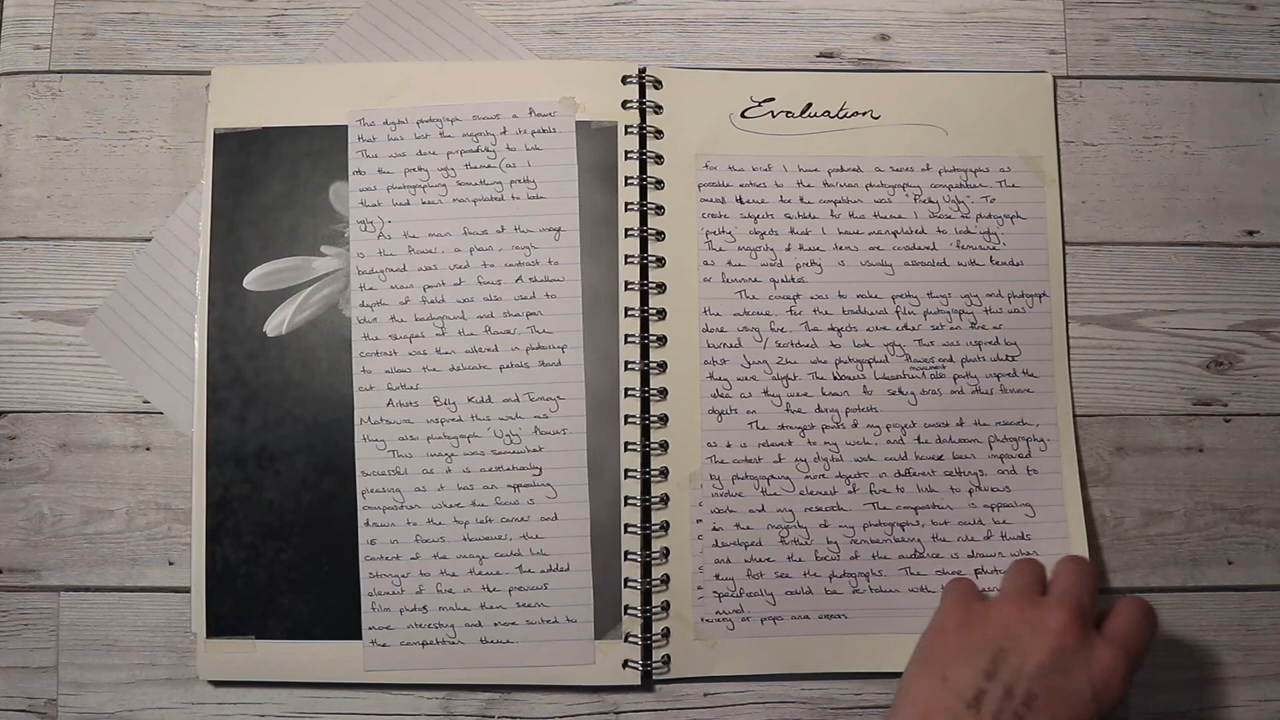 This digital photograph shows a flower
that has lost the majority of its petals.
This was done purposfully to link
into the pretty ugly theme (as I
was photographing something pretty
that had been manipulated to look
ugly).
As the main focus of the image
is the flower, a plain, rough
background was used to contrast to
the main point of focus. A shallow
depth of field was also used to
blur the background and sharpen
the shapes of the flower. The
contrast was then altered in photoshop
to allow the delicate petals stand
out further.
Artists Billy Kidd and
Matsuura inspired this work as
they also photograph 'ugly' flowers.
This image was somewhat
successful as it is aesthetically
pleasing as it has an appealing
composition where the focus is
drawn to the top left corner and
is in focus. However, the
content of the image could link
stronger to the theme. The added
element of fire in the previous
film photos make them seem
more interesting and more suited to
the competition theme.
Evaluation
For this brief I have produced a series of photographs as
possible entries to the Harman photography competition. The
overall theme for the competition was "Pretty Ugly". To
create subjects suitable for this theme I chose to photograph
'pretty' objects that I have manipulated to look 'ugly'.
The majority of these items are considered 'feminine'
as the word pretty is usually associated with
or feminine qualities.
The concept was to make pretty things ugly and photograph
the outcome. For the traditional film photography this was
done using fire. The objects were either set on fire or
burned / scorched to look ugly. This was inspired by
artist Jiang Zhi who photographed flowers and plants whilst
they were alight. The Women's Liberation movement also partly inspired the
idea as they were known for setting bras and other feminine
objects on fire during protests.
The strongest parts of my project consist of the research,
as it is relevant to my work, and the darkroom photography.
The content of my digital work could have been improved
by photographing more objects in different settings, and to
involve the element of fire to link to previous
work and my research. The composition is appealing
in the majority of my photographs, but could be
developed further by remembering the rule of thirds
and where the focus of the audience is drawn when
they first see the photographs. The shoe photo
specifically could be re-taken with
mind.
of props and